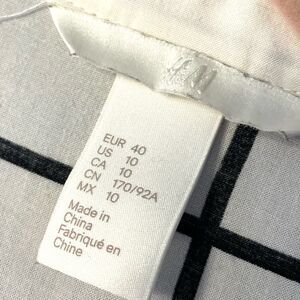 H&M
EUR 40
US 10
CA 10
CN 170/92A
MX 10
Made in
China
Fabriqué en
Chine